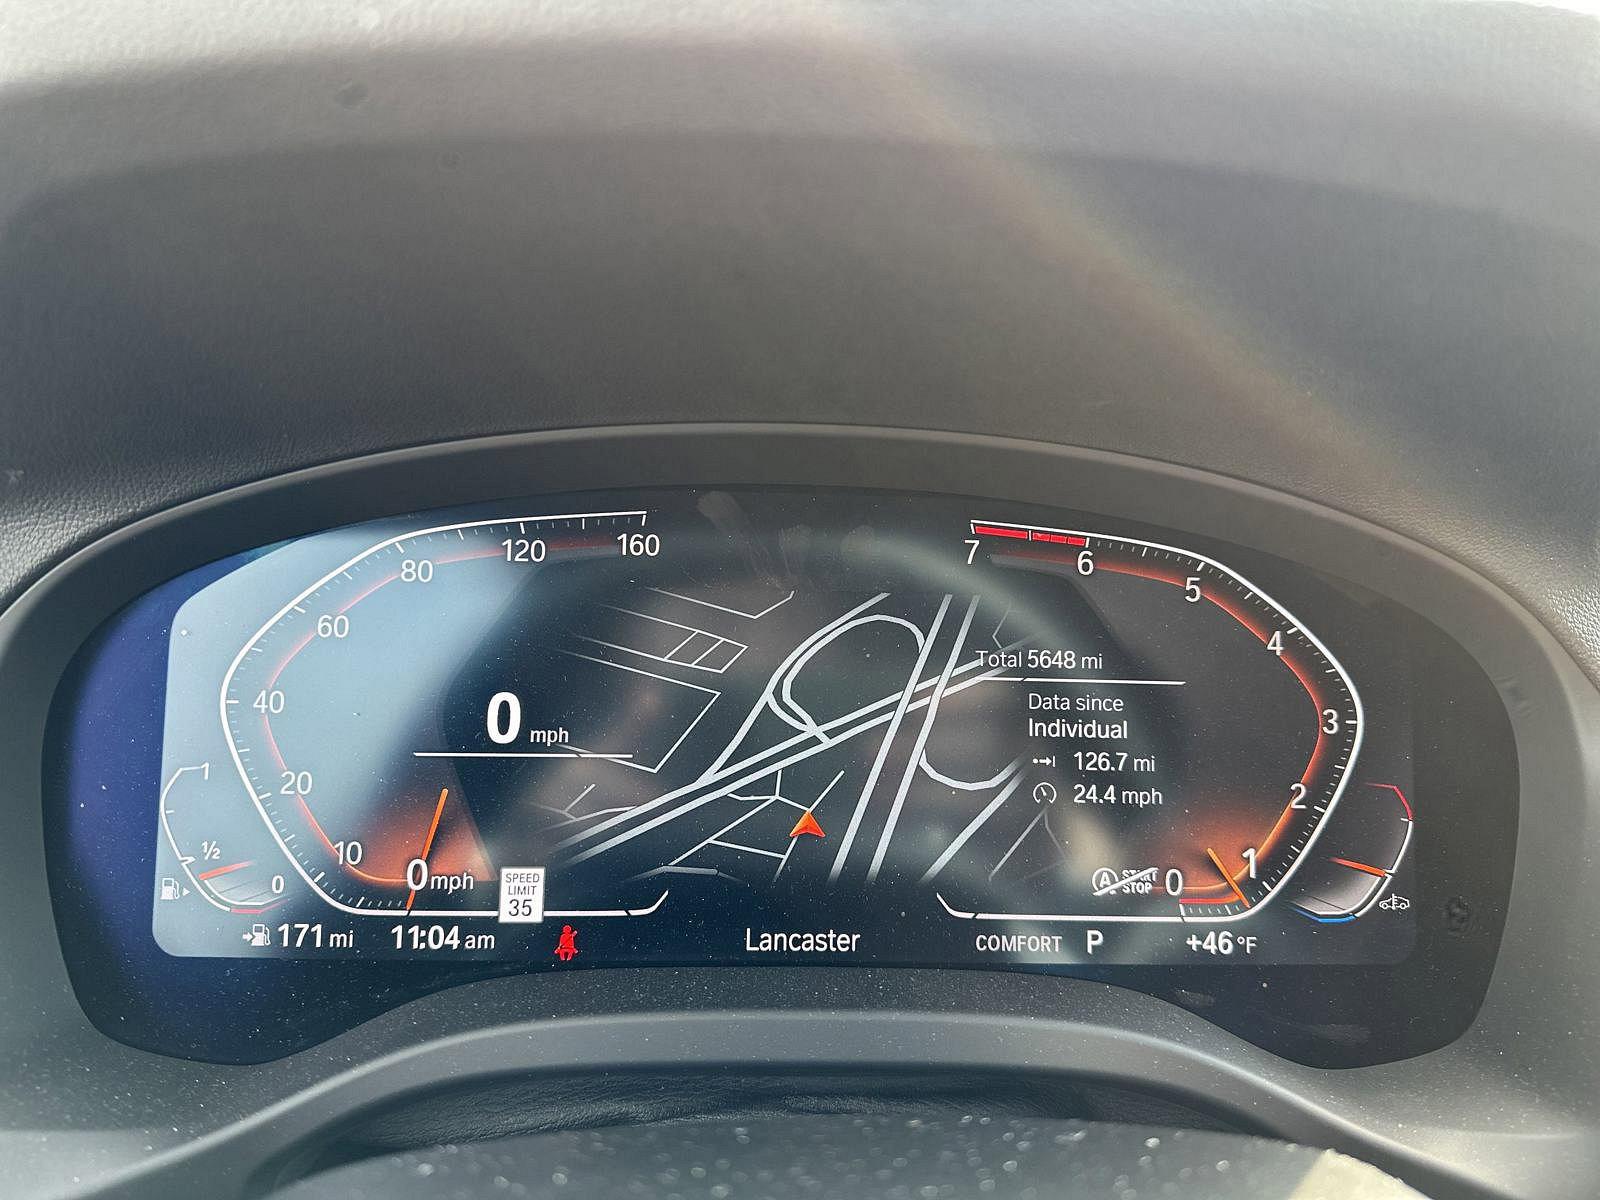 160
120
80
60
40
20
10
0 mph
0 mph
SPEED
LIMIT
35
1
½
0
171 mi
11:04 am
Lancaster
7
6
5
4
3
2
1
0
Total 5648 mi
Data since
Individual
126.7 mi
24.4 mph
A START
STOP
COMFORT P
+46 °F